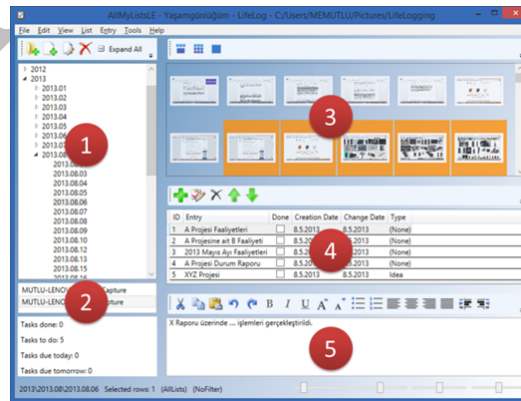 AllMyListsLE - Yaşamgünlüğüm - LifeLog - C:/Users/MEMUTLU/Pictures/LifeLogging
File Edit View List Entry Tools Help
Expand All
2012
2013
2013.01
2013.02
2013.03
2013.04
2013.05
2013.06
2013.07
2013.08
2013.08
2013.08.03
2013.08.04
2013.08.05
2013.08.06
2013.08.07
2013.08.08
2013.08.09
2013.08.10
2013.08.12
2013.08.13
2013.08.15
2013.08.16
1
MUTLU-LENOVO Capture
MUTLU-LENOVO Capture
2
Tasks done: 0
Tasks to do: 5
Tasks due today: 0
Tasks due tomorrow: 0
3
ID Entry Done Creation Date Change Date Type
1 A Projesi Faaliyetleri 8.5.2013 8.5.2013 (None)
2 A Projesine ait B Faaliyeti 8.5.2013 8.5.2013 (None)
3 2013 Mayıs Ayı Faaliyetleri 8.5.2013 8.5.2013 (None)
4 A Projesi Durum Raporu 8.5.2013 8.5.2013 (None)
5 XYZ Projesi 8.5.2013 8.5.2013 Idea
4
B I U A A
X Raporu üzerinde ... işlemleri gerçekleştirildi.
5
2013\2013.08\2013.08.06 Selected rows: 1 (AllLists) (NoFilter)